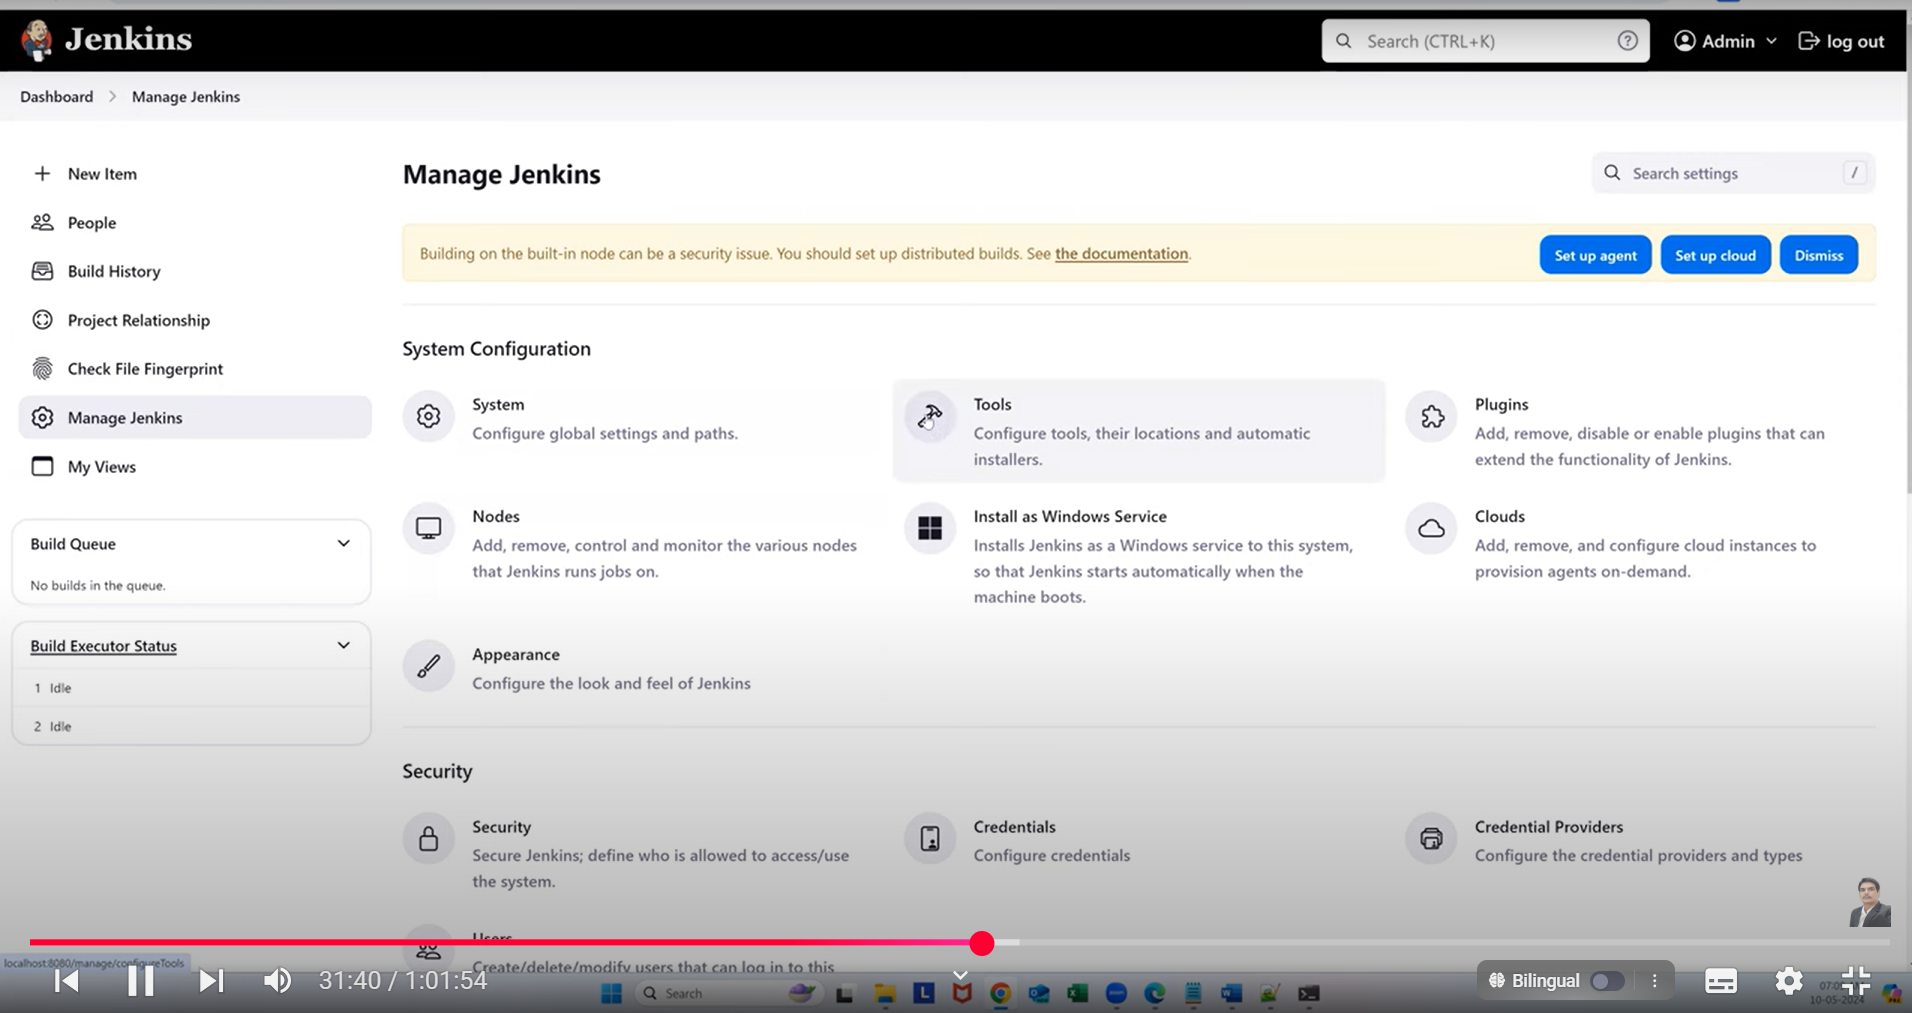 Jenkins
Search (CTRL+K)
Admin
log out
Dashboard
Manage Jenkins
New Item
People
Build History
Project Relationship
Check File Fingerprint
Manage Jenkins
My Views
Build Queue
No builds in the queue.
Build Executor Status
1 Idle
2 Idle
Manage Jenkins
Search settings
/
Building on the built-in node can be a security issue. You should set up distributed builds. See the documentation.
Set up agent
Set up cloud
Dismiss
System Configuration
System
Configure global settings and paths.
Tools
Configure tools, their locations and automatic
installers.
Plugins
Add, remove, disable or enable plugins that can
extend the functionality of Jenkins.
Nodes
Add, remove, control and monitor the various nodes
that Jenkins runs jobs on.
Install as Windows Service
Installs Jenkins as a Windows service to this system,
so that Jenkins starts automatically when the
machine boots.
Clouds
Add, remove, and configure cloud instances to
provision agents on-demand.
Appearance
Configure the look and feel of Jenkins
Security
Security
Secure Jenkins; define who is allowed to access/use
the system.
Credentials
Configure credentials
Credential Providers
Configure the credential providers and types
Users
Create/delete/modify users that can log in to this
localhost:8080/manage/configureTools
31:40 / 1:01:54
Search
Bilingual
10-05-2024